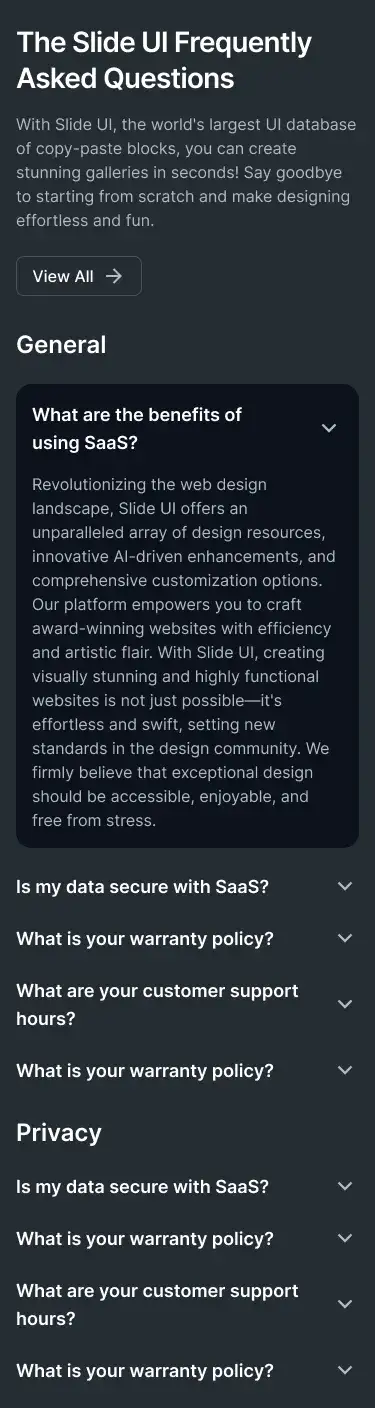 The Slide UI Frequently
Asked Questions
With Slide UI, the world's largest UI database
of copy-paste blocks, you can create
stunning galleries in seconds! Say goodbye
to starting from scratch and make designing
effortless and fun.
View All
General
What are the benefits of
using SaaS?
Revolutionizing the web design
landscape, Slide UI offers an
unparalleled array of design resources,
innovative AI-driven enhancements, and
comprehensive customization options.
Our platform empowers you to craft
award-winning websites with efficiency
and artistic flair. With Slide UI, creating
visually stunning and highly functional
websites is not just possible—it's
effortless and swift, setting new
standards in the design community. We
firmly believe that exceptional design
should be accessible, enjoyable, and
free from stress.
Is my data secure with SaaS?
What is your warranty policy?
What are your customer support
hours?
What is your warranty policy?
Privacy
Is my data secure with SaaS?
What is your warranty policy?
What are your customer support
hours?
What is your warranty policy?